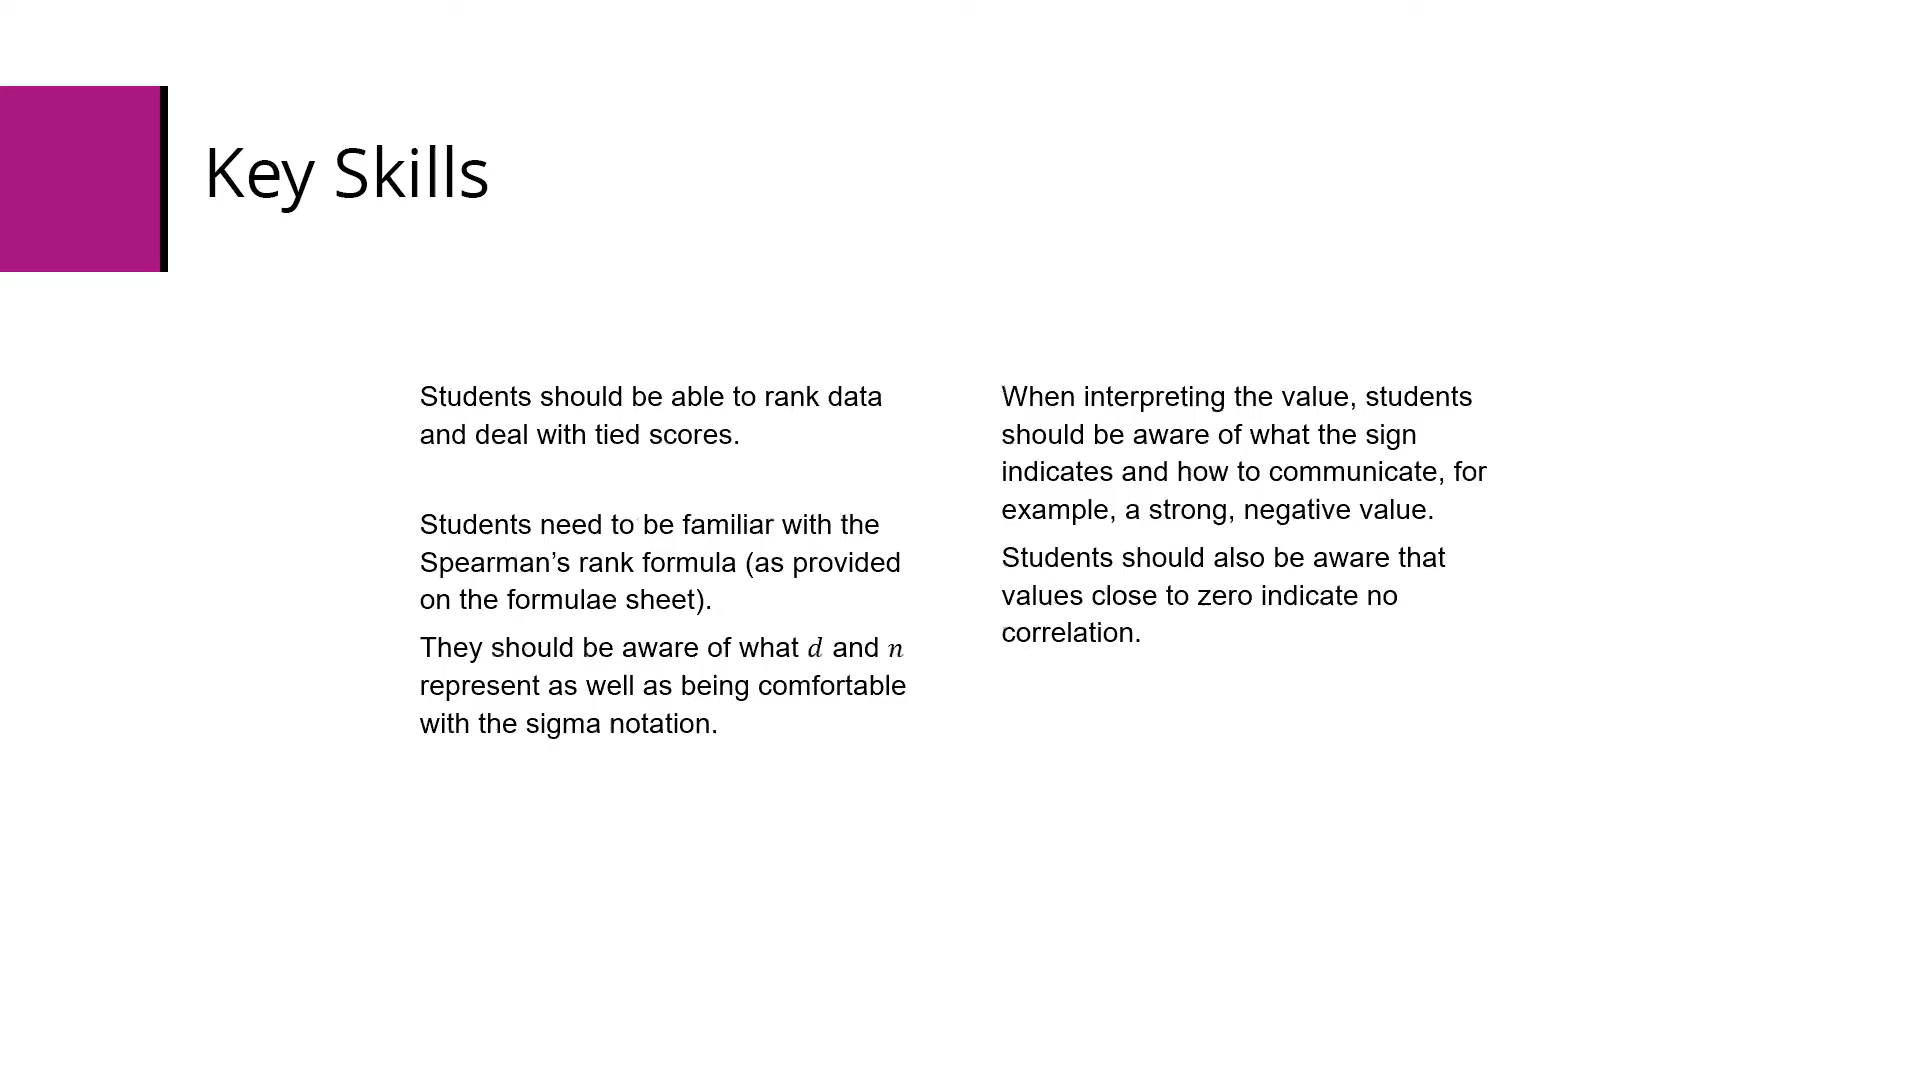 Key Skills
Students should be able to rank data
and deal with tied scores.
Students need to be familiar with the
Spearman’s rank formula (as provided
on the formulae sheet).
They should be aware of what 𝑑 and 𝑛
represent as well as being comfortable
with the sigma notation.
When interpreting the value, students
should be aware of what the sign
indicates and how to communicate, for
example, a strong, negative value.
Students should also be aware that
values close to zero indicate no
correlation.